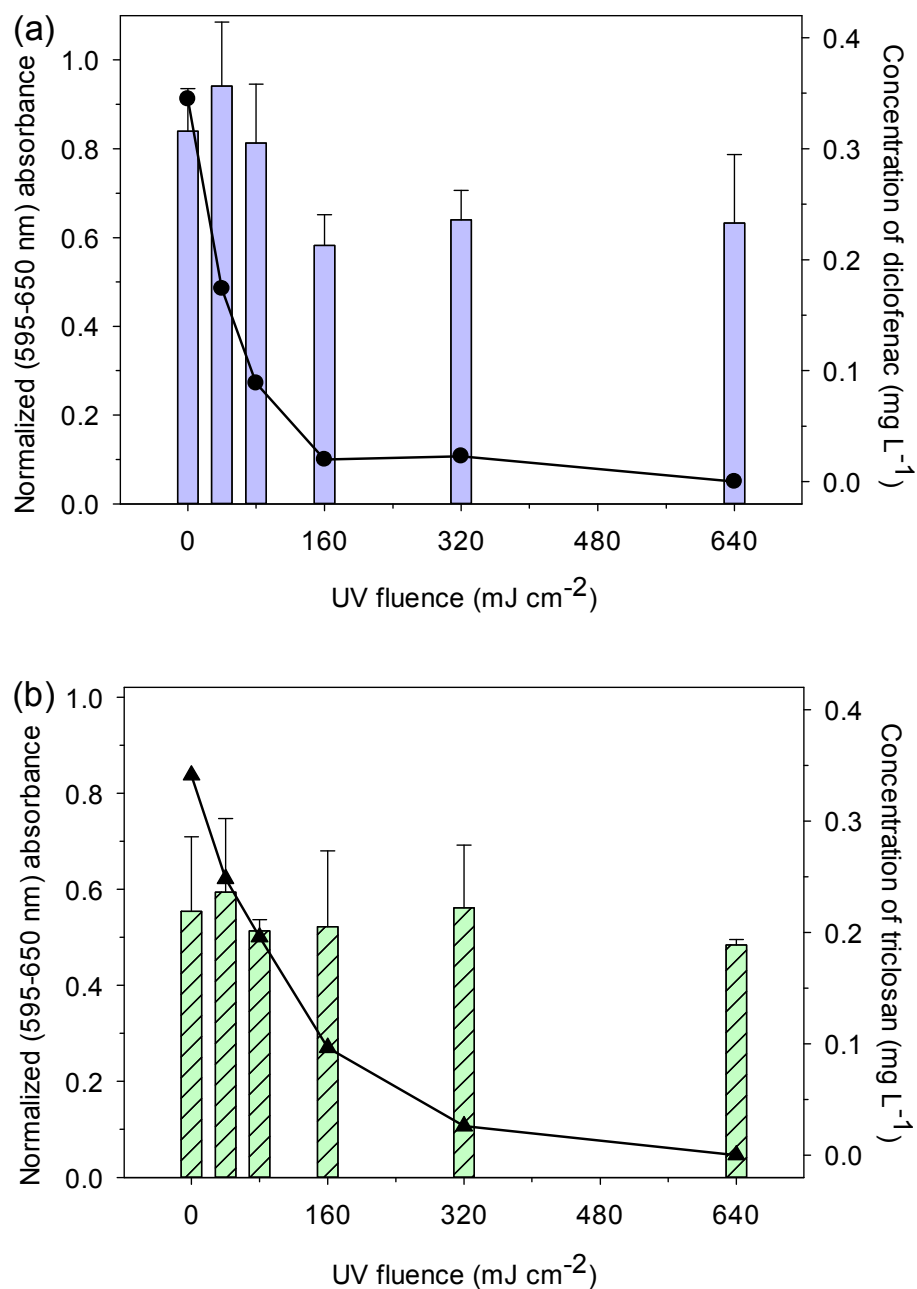 (a)
Normalized (595-650 nm) absorbance
1.0
0.8
0.6
0.4
0.2
0.0
0.4
0.3
0.2
0.1
0.0
Concentration of diclofenac (mg L⁻¹)
0 160 320 480 640
UV fluence (mJ cm⁻²)
(b)
Normalized (595-650 nm) absorbance
1.0
0.8
0.6
0.4
0.2
0.0
0.4
0.3
0.2
0.1
0.0
Concentration of triclosan (mg L⁻¹)
0 160 320 480 640
UV fluence (mJ cm⁻²)